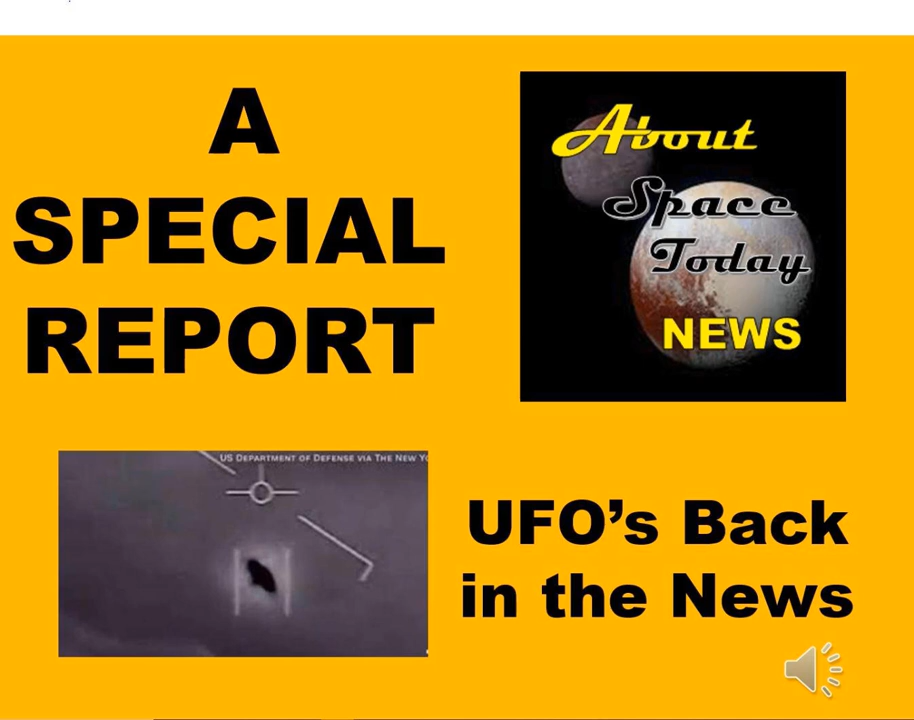 A
SPECIAL
REPORT
About
Space
Today
NEWS
US DEPARTMENT OF DEFENSE VIA THE NEW
UFO’s Back
in the News